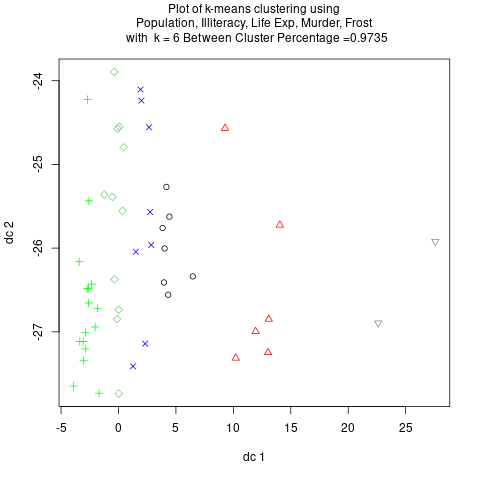 Plot of k-means clustering using
Population, Illiteracy, Life Exp, Murder, Frost
with k = 6 Between Cluster Percentage =0.9735
-24
-25
-26
-27
dc 2
-5
0
5
10
15
20
25
dc 1